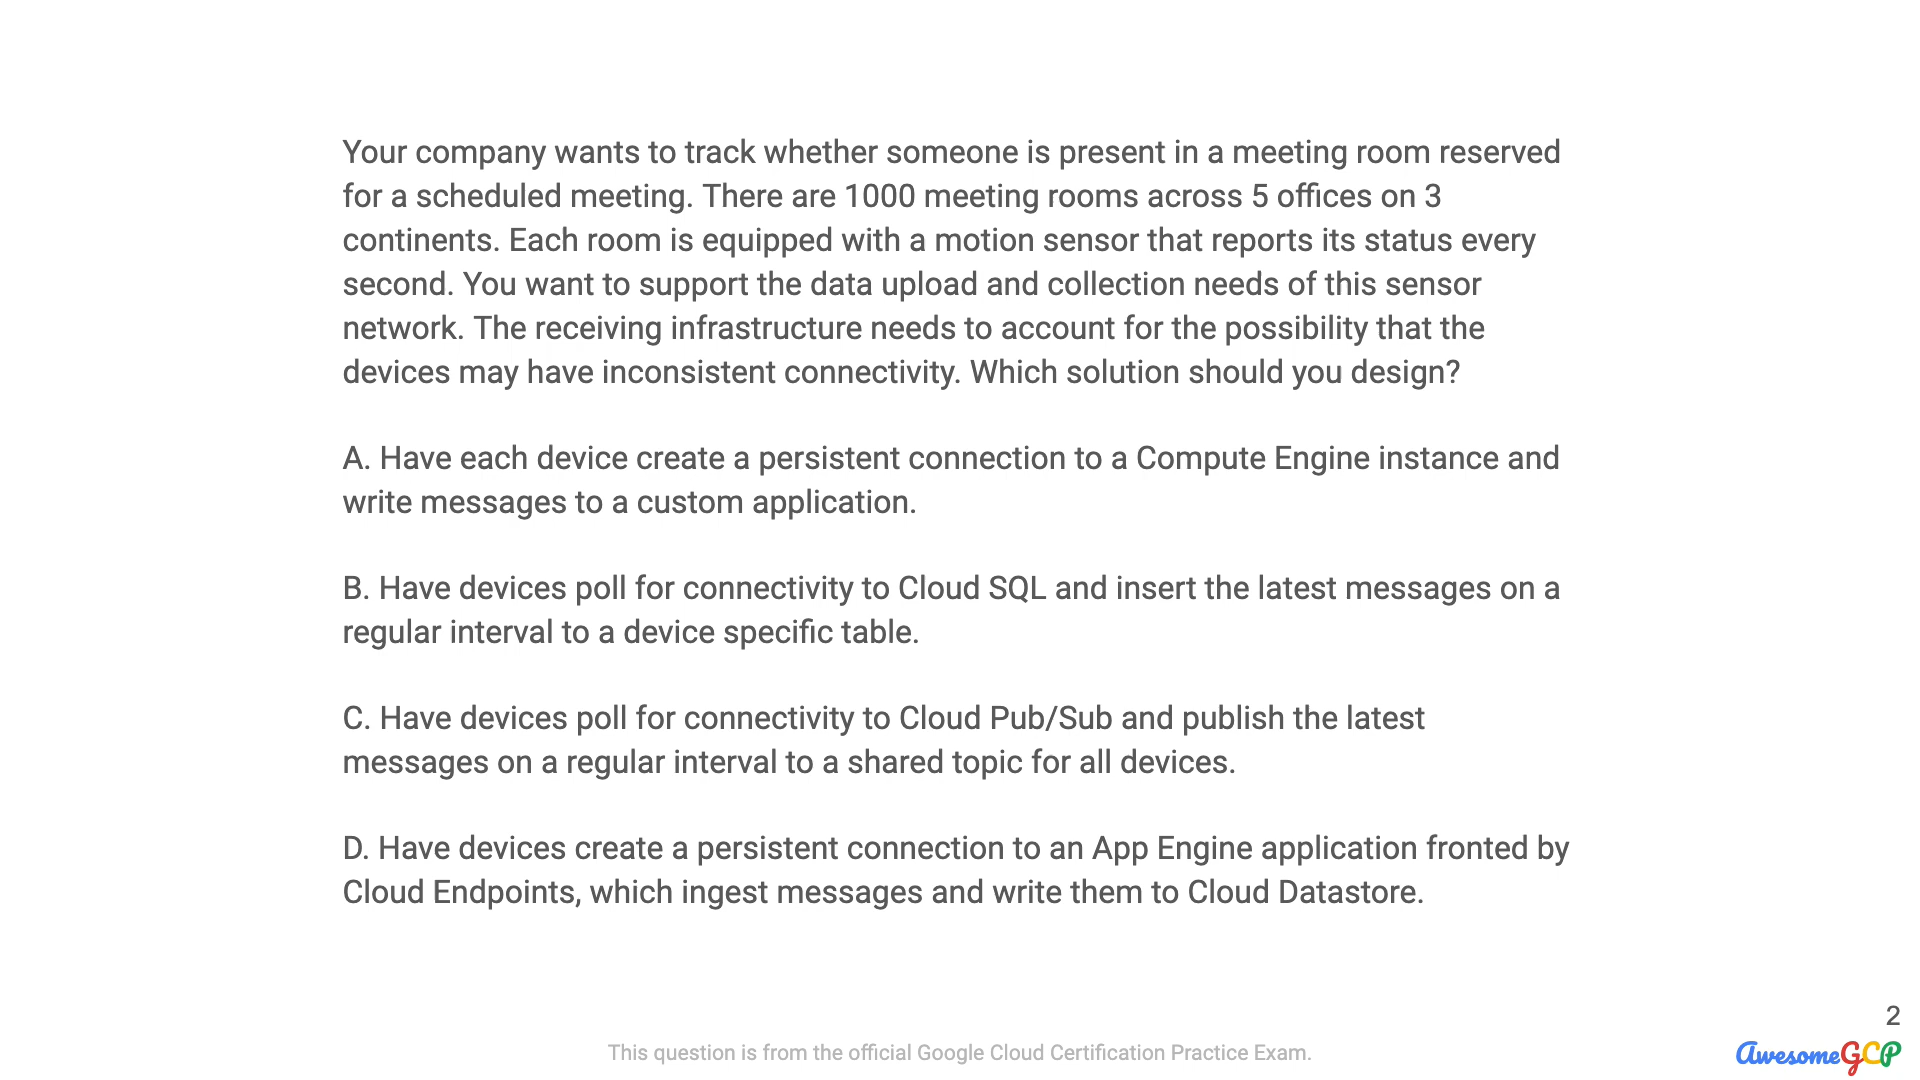 Your company wants to track whether someone is present in a meeting room reserved
for a scheduled meeting. There are 1000 meeting rooms across 5 offices on 3
continents. Each room is equipped with a motion sensor that reports its status every
second. You want to support the data upload and collection needs of this sensor
network. The receiving infrastructure needs to account for the possibility that the
devices may have inconsistent connectivity. Which solution should you design?
A. Have each device create a persistent connection to a Compute Engine instance and
write messages to a custom application.
B. Have devices poll for connectivity to Cloud SQL and insert the latest messages on a
regular interval to a device specific table.
C. Have devices poll for connectivity to Cloud Pub/Sub and publish the latest
messages on a regular interval to a shared topic for all devices.
D. Have devices create a persistent connection to an App Engine application fronted by
Cloud Endpoints, which ingest messages and write them to Cloud Datastore.
2
This question is from the official Google Cloud Certification Practice Exam.
AwesomeGCP